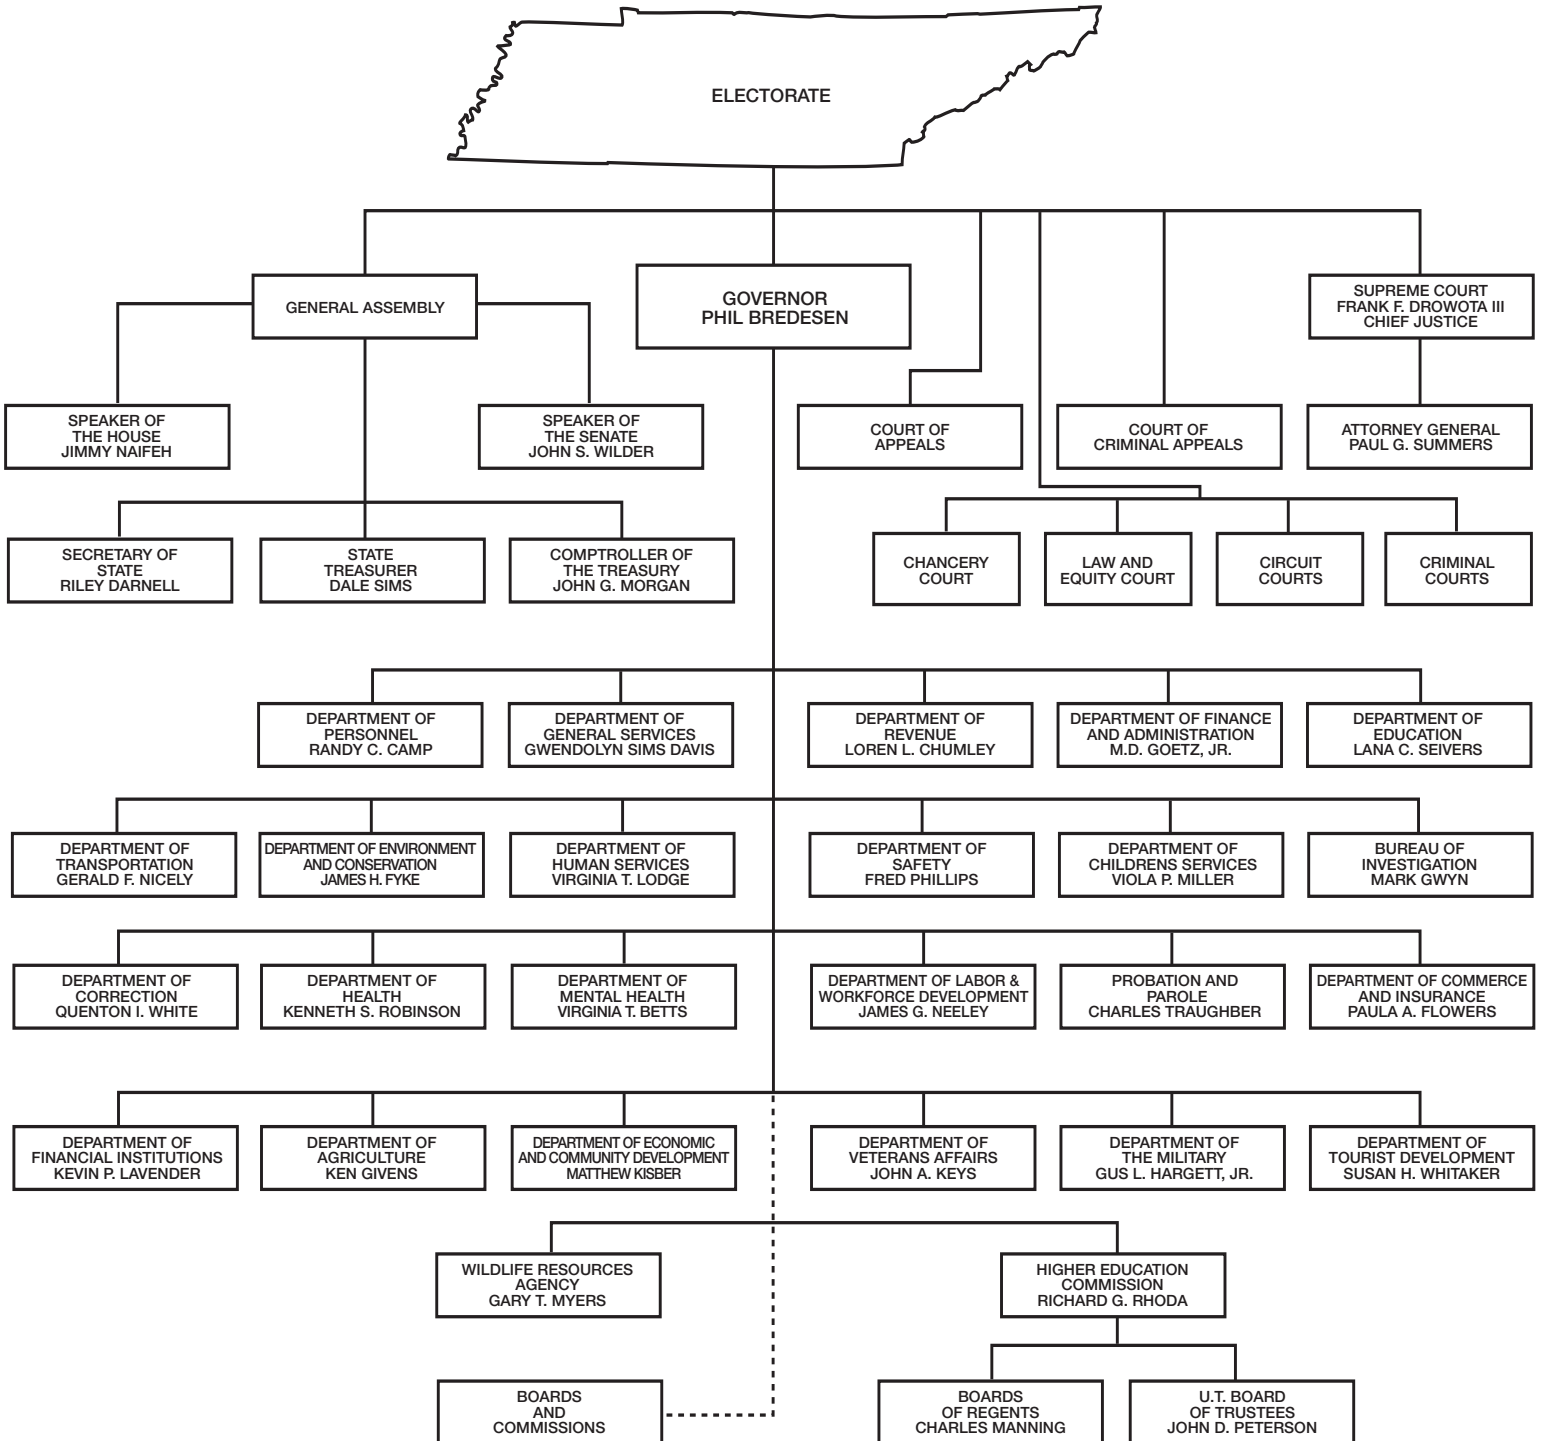 ELECTORATE
GENERAL ASSEMBLY
GOVERNOR
PHIL BREDESEN
SUPREME COURT
FRANK F. DROWOTA III
CHIEF JUSTICE
SPEAKER OF
THE HOUSE
JIMMY NAIFEH
SPEAKER OF
THE SENATE
JOHN S. WILDER
COURT OF
APPEALS
COURT OF
CRIMINAL APPEALS
ATTORNEY GENERAL
PAUL G. SUMMERS
SECRETARY OF
STATE
RILEY DARNELL
STATE
TREASURER
DALE SIMS
COMPTROLLER OF
THE TREASURY
JOHN G. MORGAN
CHANCERY
COURT
LAW AND
EQUITY COURT
CIRCUIT
COURTS
CRIMINAL
COURTS
DEPARTMENT OF
PERSONNEL
RANDY C. CAMP
DEPARTMENT OF
GENERAL SERVICES
GWENDOLYN SIMS DAVIS
DEPARTMENT OF
REVENUE
LOREN L. CHUMLEY
DEPARTMENT OF FINANCE
AND ADMINISTRATION
M.D. GOETZ, JR.
DEPARTMENT OF
EDUCATION
LANA C. SEIVERS
DEPARTMENT OF
TRANSPORTATION
GERALD F. NICELY
DEPARTMENT OF ENVIRONMENT
AND CONSERVATION
JAMES H. FYKE
DEPARTMENT OF
HUMAN SERVICES
VIRGINIA T. LODGE
DEPARTMENT OF
SAFETY
FRED PHILLIPS
DEPARTMENT OF
CHILDRENS SERVICES
VIOLA P. MILLER
BUREAU OF
INVESTIGATION
MARK GWYN
DEPARTMENT OF
CORRECTION
QUENTON I. WHITE
DEPARTMENT OF
HEALTH
KENNETH S. ROBINSON
DEPARTMENT OF
MENTAL HEALTH
VIRGINIA T. BETTS
DEPARTMENT OF LABOR &
WORKFORCE DEVELOPMENT
JAMES G. NEELEY
PROBATION AND
PAROLE
CHARLES TRAUGHBER
DEPARTMENT OF COMMERCE
AND INSURANCE
PAULA A. FLOWERS
DEPARTMENT OF
FINANCIAL INSTITUTIONS
KEVIN P. LAVENDER
DEPARTMENT OF
AGRICULTURE
KEN GIVENS
DEPARTMENT OF ECONOMIC
AND COMMUNITY DEVELOPMENT
MATTHEW KISBER
DEPARTMENT OF
VETERANS AFFAIRS
JOHN A. KEYS
DEPARTMENT OF
THE MILITARY
GUS L. HARGETT, JR.
DEPARTMENT OF
TOURIST DEVELOPMENT
SUSAN H. WHITAKER
WILDLIFE RESOURCES
AGENCY
GARY T. MYERS
HIGHER EDUCATION
COMMISSION
RICHARD G. RHODA
BOARDS
AND
COMMISSIONS
BOARDS
OF REGENTS
CHARLES MANNING
U.T. BOARD
OF TRUSTEES
JOHN D. PETERSON